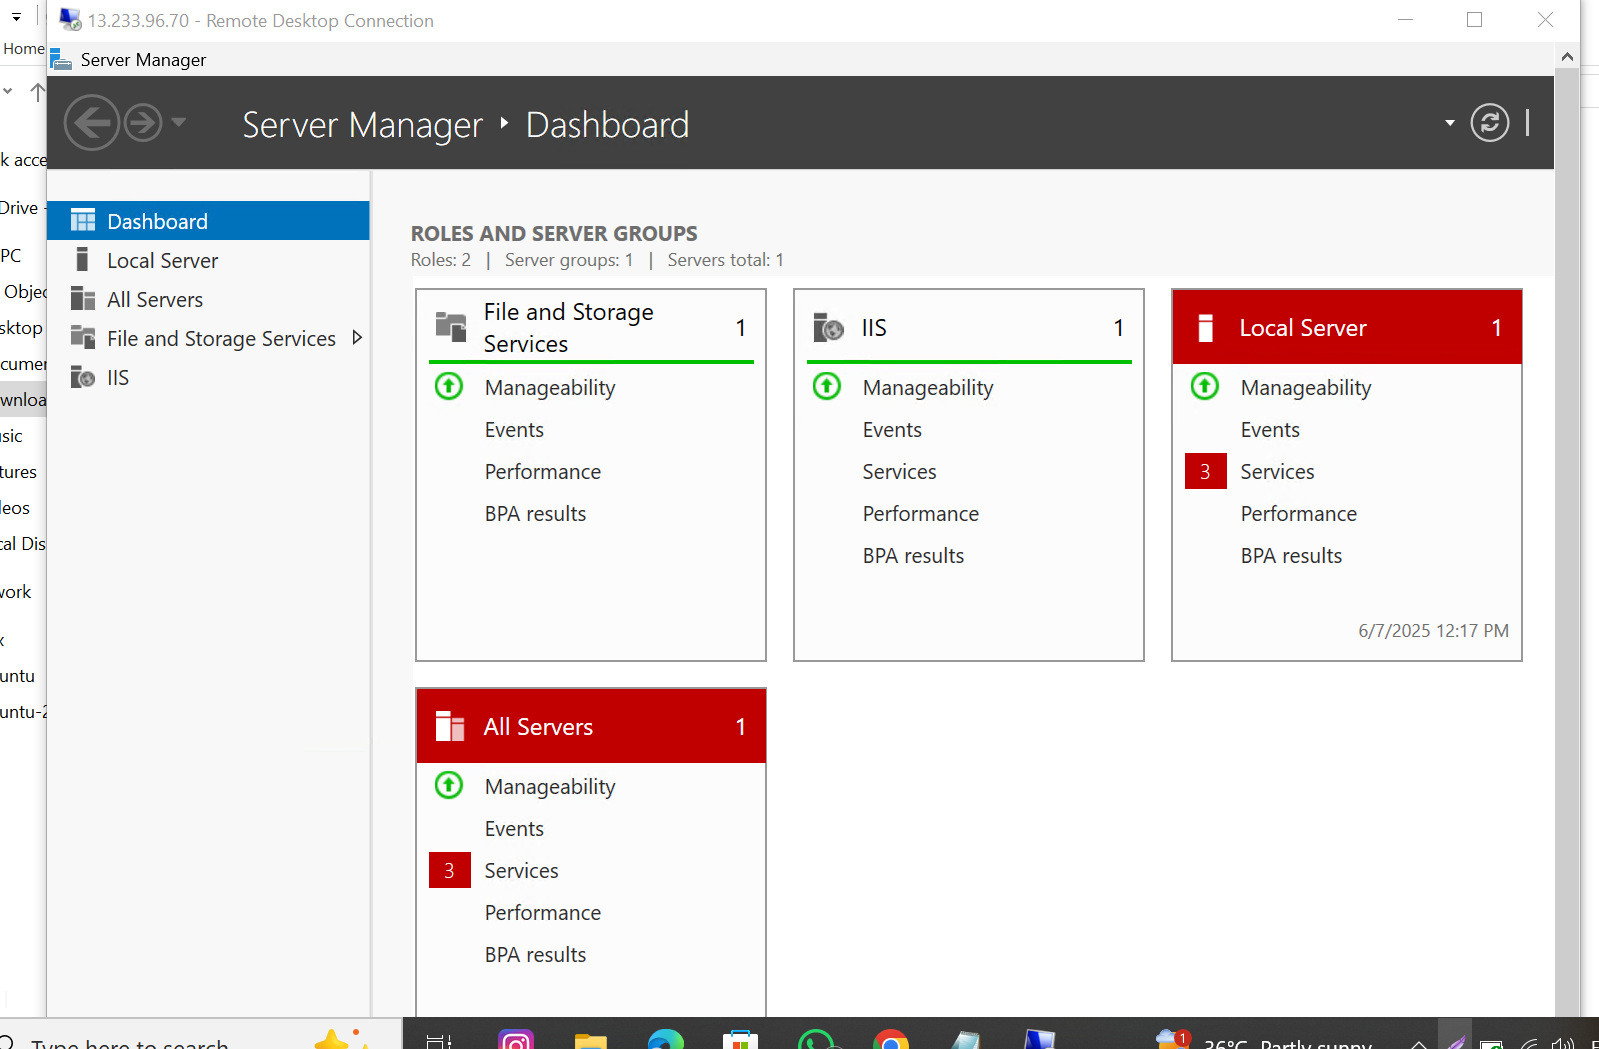 13.233.96.70 - Remote Desktop Connection
Home
Server Manager
Server Manager ‣ Dashboard
k acce
Drive -
PC
Objec
sktop
ocumen
wnloa
usic
tures
leos
cal Dis
work
x
untu
untu-2
Dashboard
Local Server
All Servers
File and Storage Services
IIS
ROLES AND SERVER GROUPS
Roles: 2 | Server groups: 1 | Servers total: 1
File and Storage
Services
1
Manageability
Events
Performance
BPA results
IIS 1
Manageability
Events
Services
Performance
BPA results
Local Server 1
Manageability
Events
3 Services
Performance
BPA results
6/7/2025 12:17 PM
All Servers 1
Manageability
Events
3 Services
Performance
BPA results
Type here to search
1
36°C Partly sunny